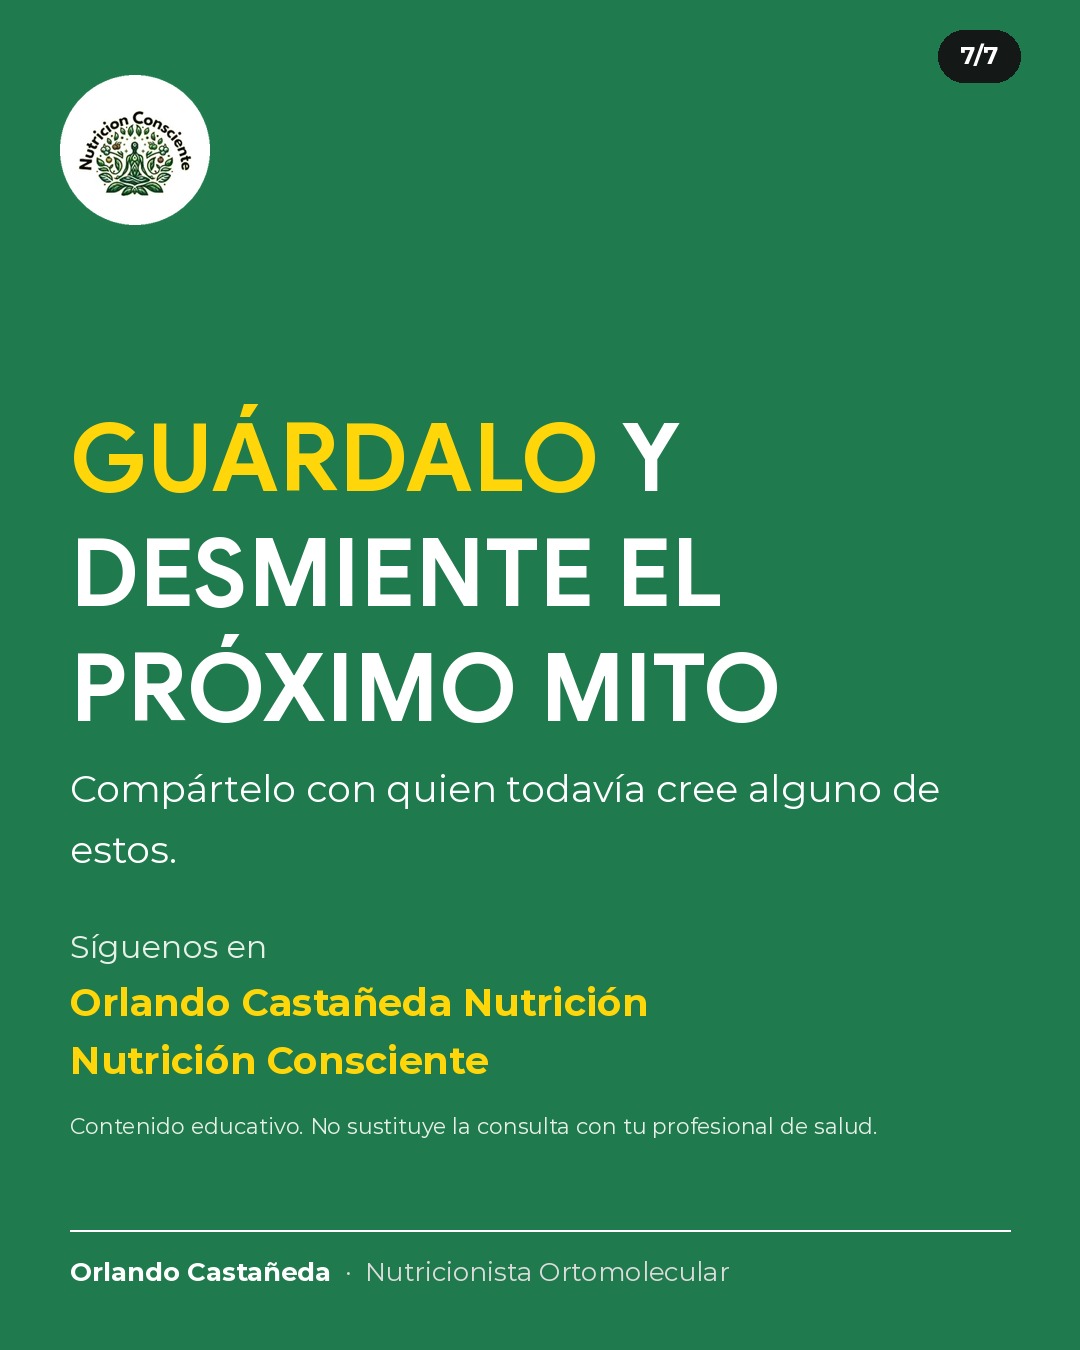 7/7
Nutricion Consciente
GUÁRDALO Y
DESMIENTE EL
PRÓXIMO MITO
Compártelo con quien todavía cree alguno de
estos.
Síguenos en
Orlando Castañeda Nutrición
Nutrición Consciente
Contenido educativo. No sustituye la consulta con tu profesional de salud.
Orlando Castañeda · Nutricionista Ortomolecular